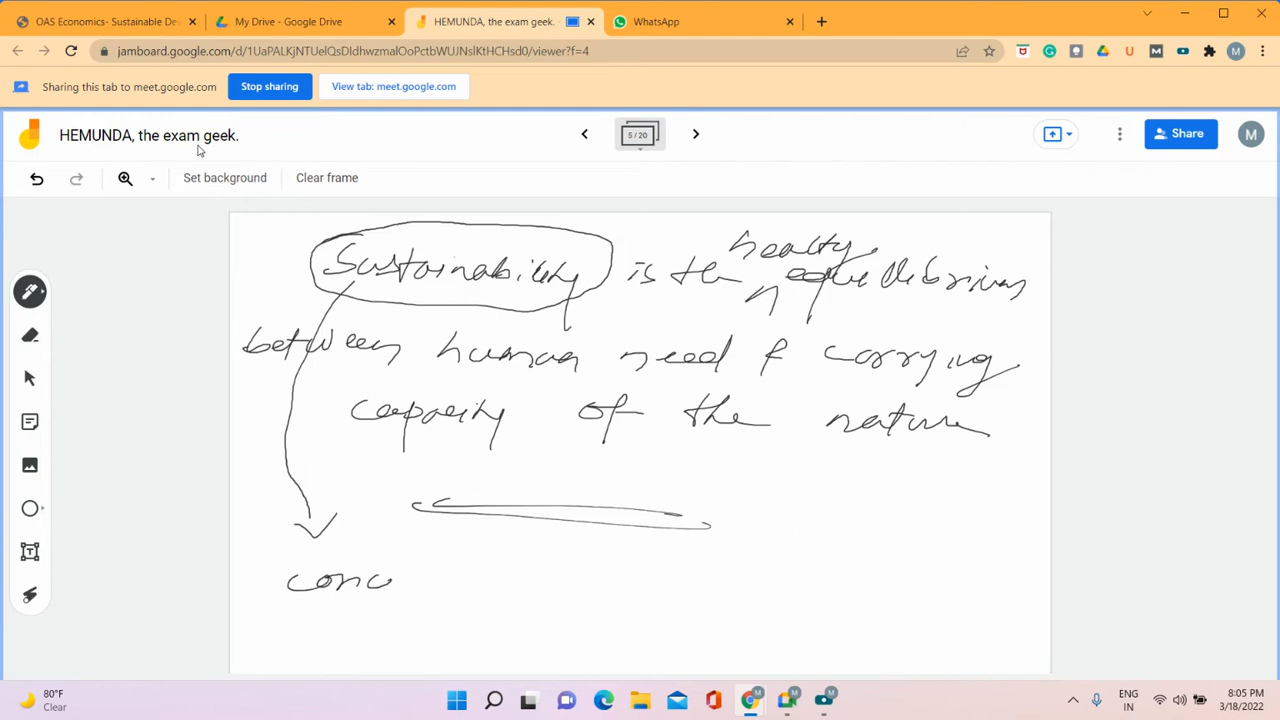 OAS Economics- Sustainable De
My Drive - Google Drive
HEMUNDA, the exam geek.
WhatsApp
jamboard.google.com/d/1UaPALKjNTUelQsDIdhwzmalOoPctbWUJNslKtHCHsd0/viewer?f=4
Sharing this tab to meet.google.com
Stop sharing
View tab: meet.google.com
HEMUNDA, the exam geek.
5/20
Share
M
Set background
Clear frame
healty
Sustainability is the
between human need & carrying
capacity of the nature
conc
80°F
Clear
ENG
IN
8:05 PM
3/18/2022